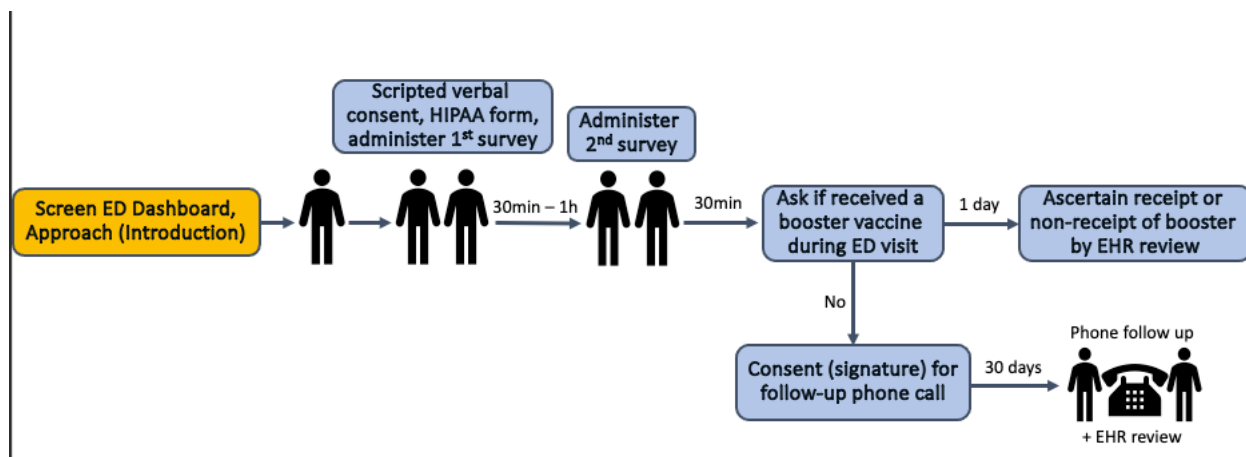 Scripted verbal
consent, HIPAA form,
administer 1st survey
Administer
2nd survey
Screen ED Dashboard,
Approach (Introduction)
30min – 1h
30min
Ask if received a
booster vaccine
during ED visit
1 day
Ascertain receipt or
non-receipt of booster
by EHR review
No
Consent (signature) for
follow-up phone call
30 days
Phone follow up
+ EHR review